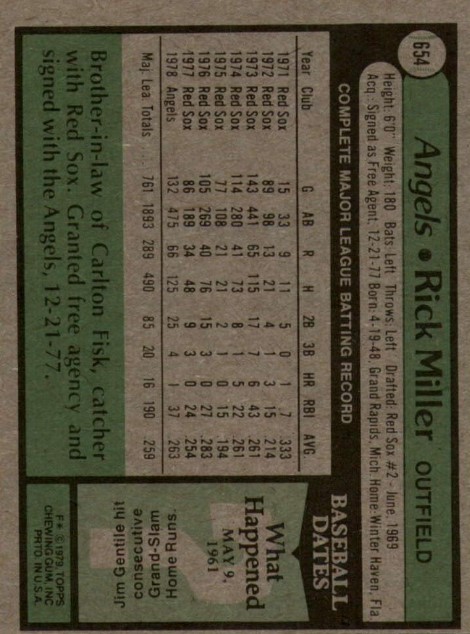 654
Angels • Rick Miller OUTFIELD
Height: 6'0" Weight: 180 Bats: Left Throws: Left Drafted: Red Sox #2 - June, 1969
Acq: Signed as Free Agent, 12-21-77 Born: 4-19-48, Grand Rapids, Mich. Home: Winter Haven, Fla.
COMPLETE MAJOR LEAGUE BATTING RECORD
Year Club G AB R H 2B 3B HR RBI AVG.
1971 Red Sox 15 33 9 11 5 0 1 7 .333
1972 Red Sox 89 98 13 21 4 1 3 15 .214
1973 Red Sox 143 441 65 115 17 7 6 43 .261
1974 Red Sox 114 280 41 73 8 1 5 22 .261
1975 Red Sox 77 108 21 21 2 1 0 15 .194
1976 Red Sox 105 269 40 76 15 3 0 27 .283
1977 Red Sox 86 189 34 48 9 3 0 24 .254
1978 Angels 132 475 66 125 25 4 1 37 .263
Maj. Lea. Totals 761 1893 289 490 85 20 16 190 .259
Brother-in-law of Carlton Fisk, catcher
with Red Sox. Granted free agency and
signed with the Angels, 12-21-77.
BASEBALL
DATES
What
Happened
MAY 9,
1961
Jim Gentile hit
consecutive
Grand-Slam
Home Runs.
F* © 1979, TOPPS
CHEWING GUM, INC
PRTD IN U.S.A.